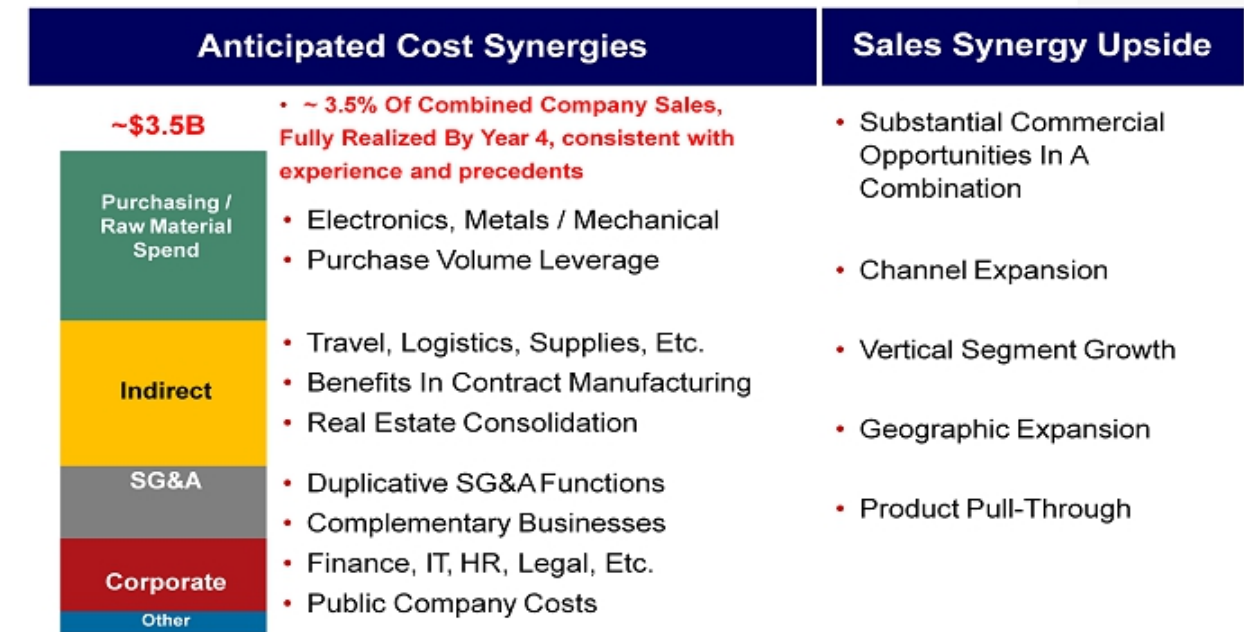 Anticipated Cost Synergies
Sales Synergy Upside
~$3.5B
• ~ 3.5% Of Combined Company Sales,
Fully Realized By Year 4, consistent with
experience and precedents
Purchasing /
Raw Material
Spend
• Electronics, Metals / Mechanical
• Purchase Volume Leverage
Indirect
• Travel, Logistics, Supplies, Etc.
• Benefits In Contract Manufacturing
• Real Estate Consolidation
SG&A
• Duplicative SG&A Functions
• Complementary Businesses
Corporate
• Finance, IT, HR, Legal, Etc.
• Public Company Costs
Other
• Substantial Commercial
Opportunities In A
Combination
• Channel Expansion
• Vertical Segment Growth
• Geographic Expansion
• Product Pull-Through